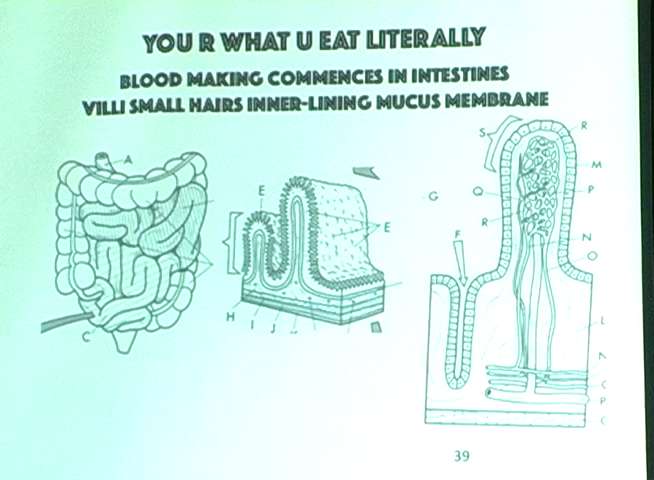 YOU R WHAT U EAT LITERALLY
BLOOD MAKING COMMENCES IN INTESTINES
VILLI SMALL HAIRS INNER-LINING MUCUS MEMBRANE
A
C
E
E
H I J
G
S R
M
Q P
R
F
N
O
L
N
C
P
C
39